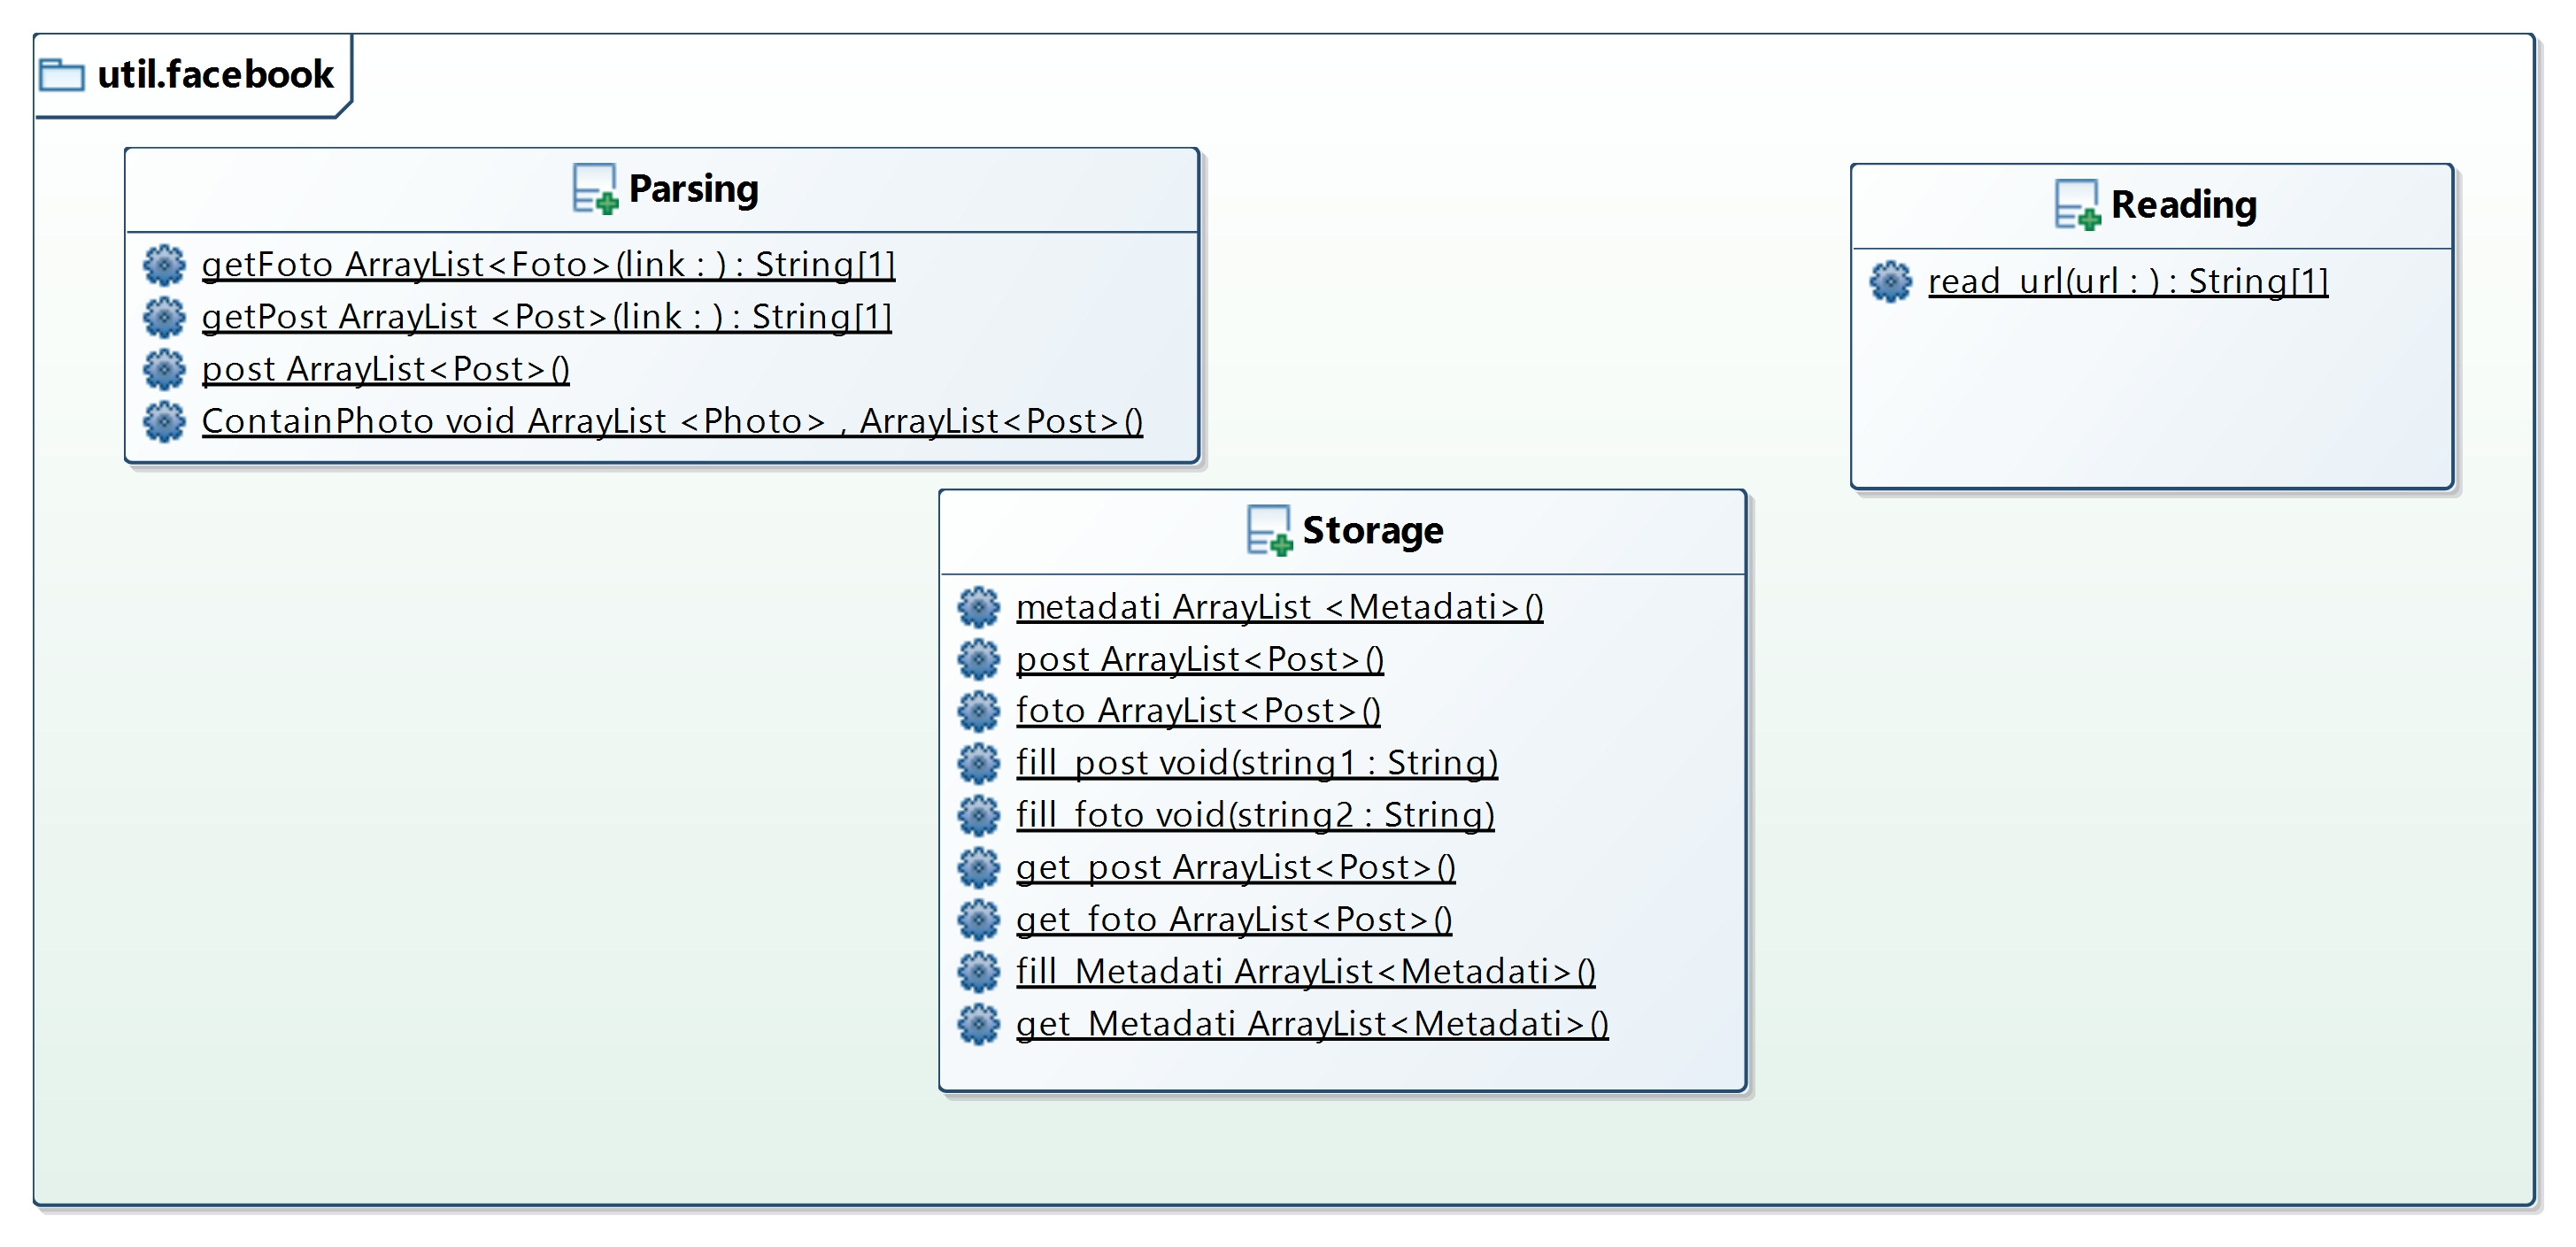 util.facebook
Parsing
getFoto ArrayList<Foto>(link : ) : String[1]
getPost ArrayList <Post>(link : ) : String[1]
post ArrayList<Post>()
ContainPhoto void ArrayList <Photo> , ArrayList<Post>()
Reading
read_url(url : ) : String[1]
Storage
metadati ArrayList <Metadati>()
post ArrayList<Post>()
foto ArrayList<Post>()
fill_post void(string1 : String)
fill_foto void(string2 : String)
get_post ArrayList<Post>()
get_foto ArrayList<Post>()
fill_Metadati ArrayList<Metadati>()
get_Metadati ArrayList<Metadati>()